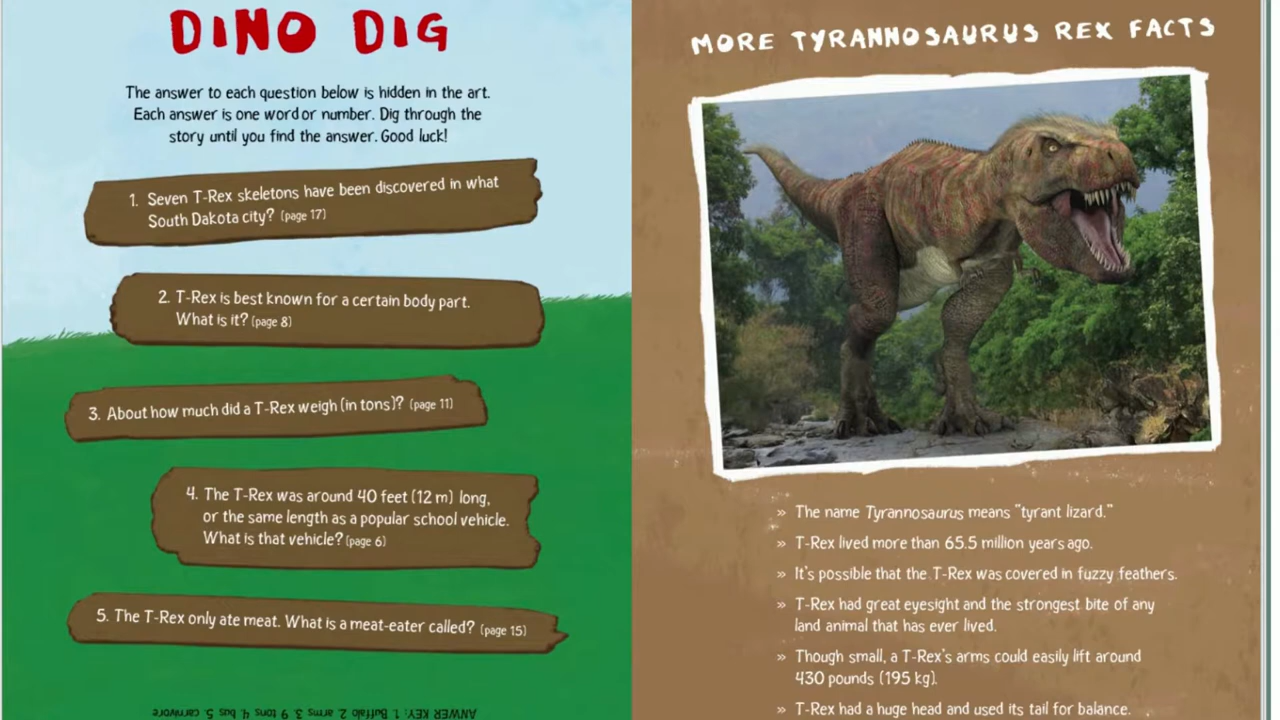 DINO DIG
The answer to each question below is hidden in the art.
Each answer is one word or number. Dig through the
story until you find the answer. Good luck!
1. Seven T-Rex skeletons have been discovered in what
South Dakota city? (page 17)
2. T-Rex is best known for a certain body part.
What is it? (page 8)
3. About how much did a T-Rex weigh (in tons)? (page 11)
4. The T-Rex was around 40 feet (12 m) long,
or the same length as a popular school vehicle.
What is that vehicle? (page 6)
5. The T-Rex only ate meat. What is a meat-eater called? (page 15)
ANWER KEY: 1. Buffalo 2. arms 3. 9 tons 4. bus 5. carnivore
MORE TYRANNOSAURUS REX FACTS
» The name Tyrannosaurus means "tyrant lizard."
» T-Rex lived more than 65.5 million years ago.
» It's possible that the T-Rex was covered in fuzzy feathers.
» T-Rex had great eyesight and the strongest bite of any
land animal that has ever lived.
» Though small, a T-Rex's arms could easily lift around
430 pounds (195 kg).
» T-Rex had a huge head and used its tail for balance.